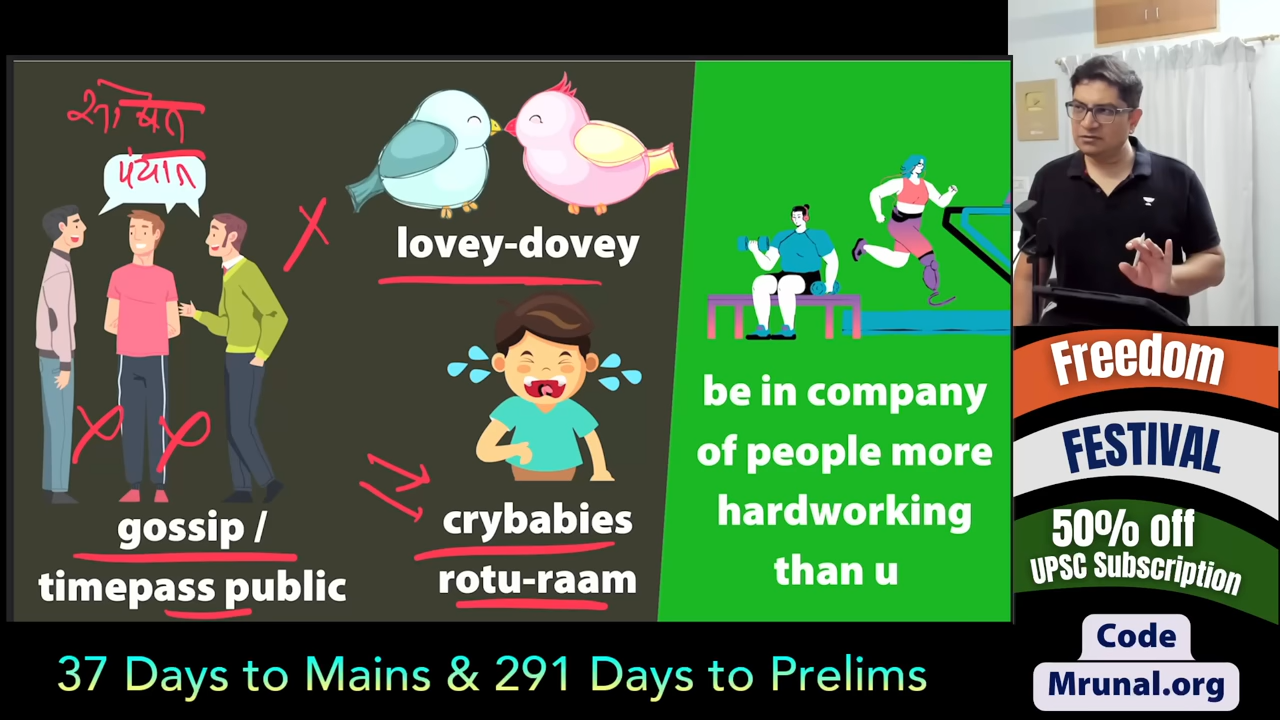 सोबत
पंचात
lovey-dovey
gossip /
timepass public
crybabies
rotu-raam
be in company
of people more
hardworking
than u
Freedom
FESTIVAL
50% off
UPSC Subscription
Code
Mrunal.org
37 Days to Mains & 291 Days to Prelims